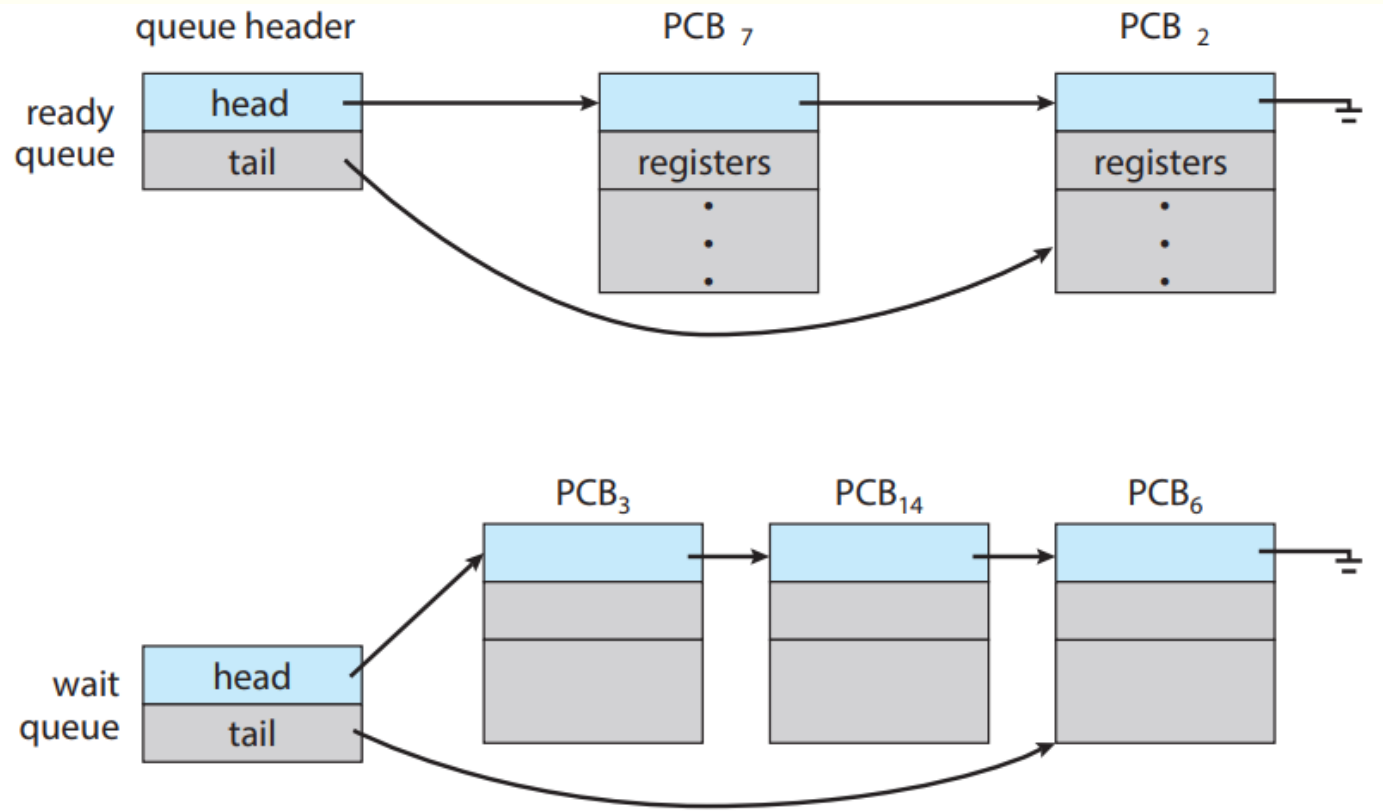 queue header
PCB 7
PCB 2
ready
queue
head
tail
registers
registers
PCB3
PCB14
PCB6
wait
queue
head
tail